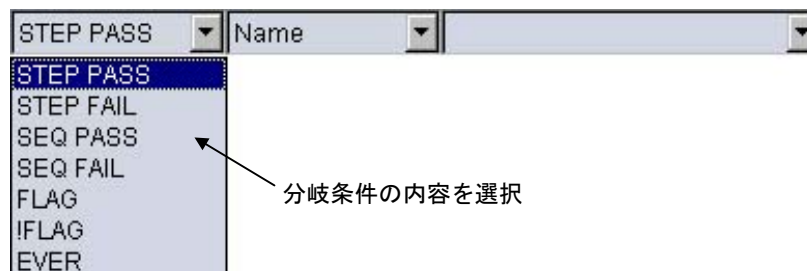 STEP PASS Name
STEP PASS
STEP FAIL
SEQ PASS
SEQ FAIL
FLAG
!FLAG
EVER
分岐条件の内容を選択